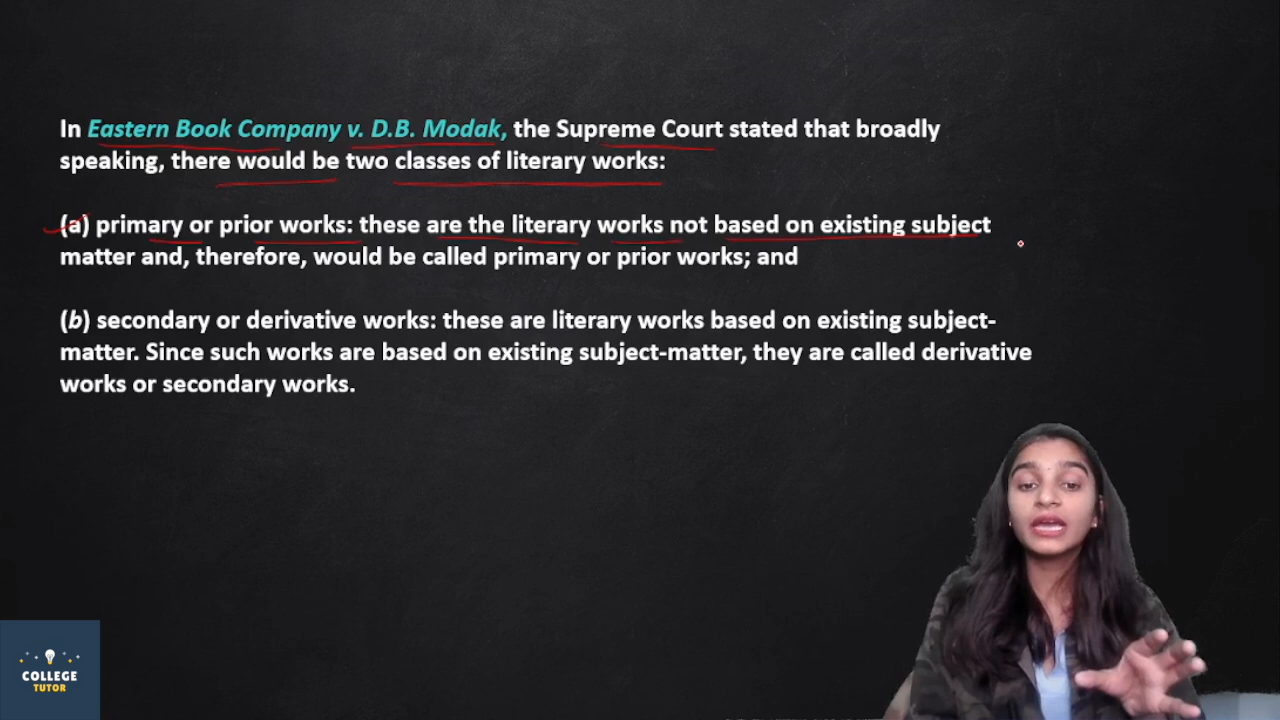 In Eastern Book Company v. D.B. Modak, the Supreme Court stated that broadly
speaking, there would be two classes of literary works:
(a) primary or prior works: these are the literary works not based on existing subject
matter and, therefore, would be called primary or prior works; and
(b) secondary or derivative works: these are literary works based on existing subject-
matter. Since such works are based on existing subject-matter, they are called derivative
works or secondary works.
COLLEGE
TUTOR